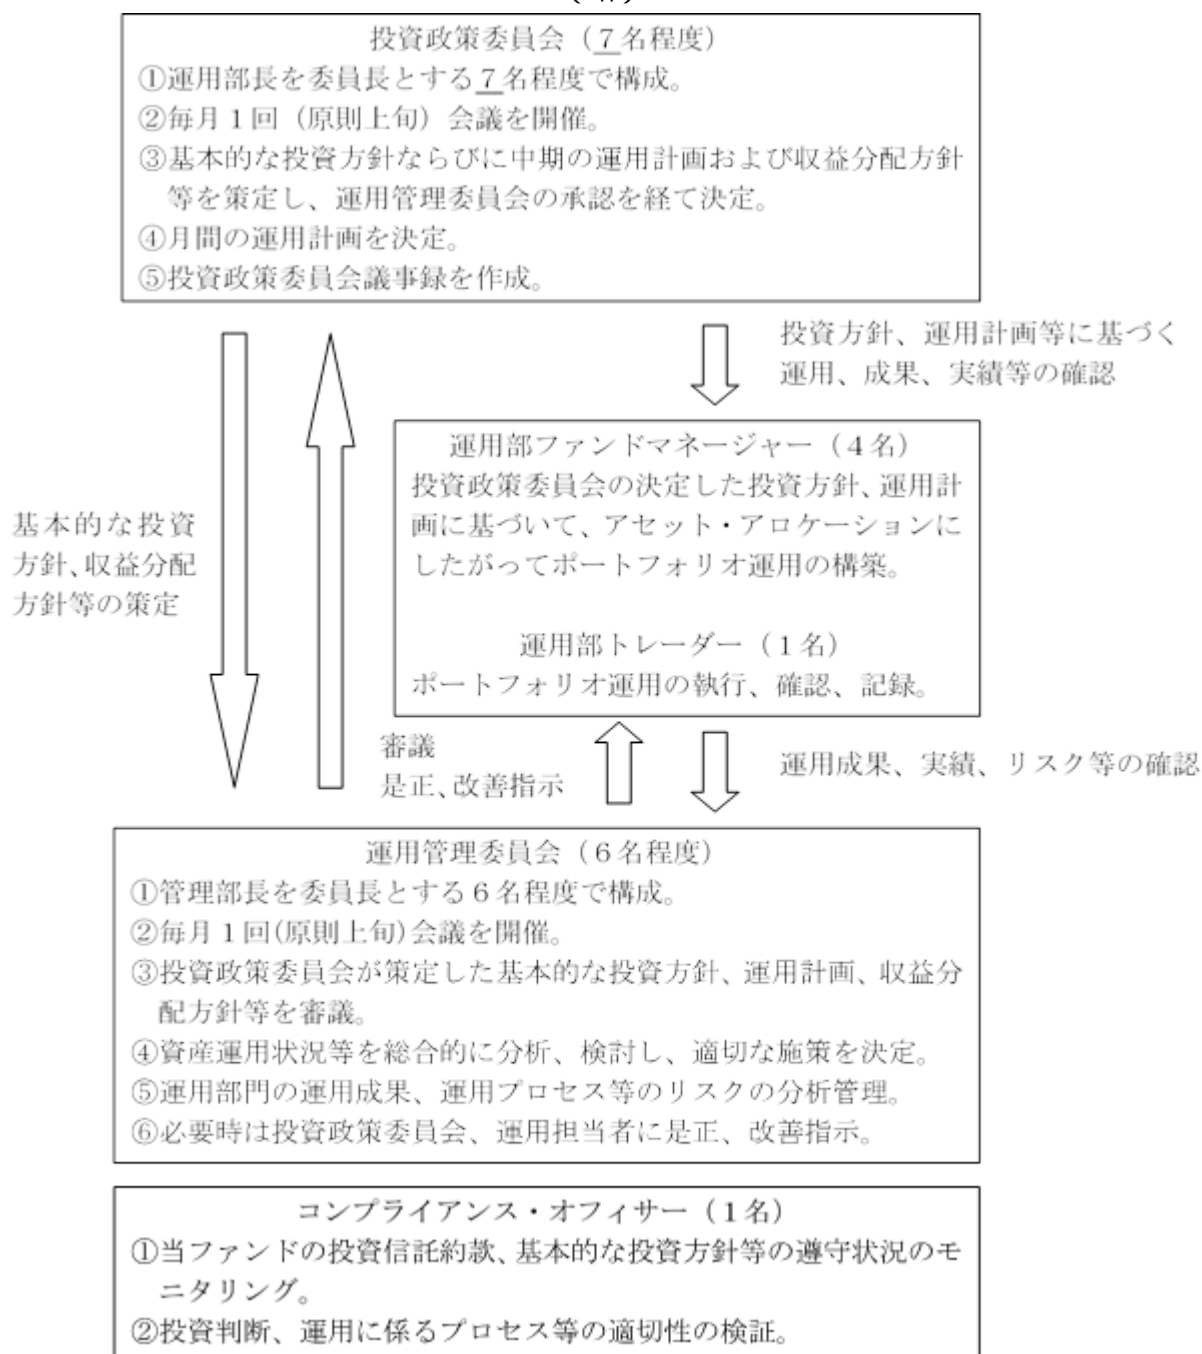 投資政策委員会（７名程度）
①運用部長を委員長とする７名程度で構成。
②毎月１回（原則上旬）会議を開催。
③基本的な投資方針ならびに中期の運用計画および収益分配方針
等を策定し、運用管理委員会の承認を経て決定。
④月間の運用計画を決定。
⑤投資政策委員会議事録を作成。
投資方針、運用計画等に基づく
運用、成果、実績等の確認
運用部ファンドマネージャー（４名）
投資政策委員会の決定した投資方針、運用計
画に基づいて、アセット・アロケーションに
したがってポートフォリオ運用の構築。
運用部トレーダー（１名）
ポートフォリオ運用の執行、確認、記録。
基本的な投資
方針、収益分配
方針等の策定
審議
是正、改善指示
運用成果、実績、リスク等の確認
運用管理委員会（６名程度）
①管理部長を委員長とする６名程度で構成。
②毎月１回(原則上旬)会議を開催。
③投資政策委員会が策定した基本的な投資方針、運用計画、収益分
配方針等を審議。
④資産運用状況等を総合的に分析、検討し、適切な施策を決定。
⑤運用部門の運用成果、運用プロセス等のリスクの分析管理。
⑥必要時は投資政策委員会、運用担当者に是正、改善指示。
コンプライアンス・オフィサー（１名）
①当ファンドの投資信託約款、基本的な投資方針等の遵守状況のモ
ニタリング。
②投資判断、運用に係るプロセス等の適切性の検証。